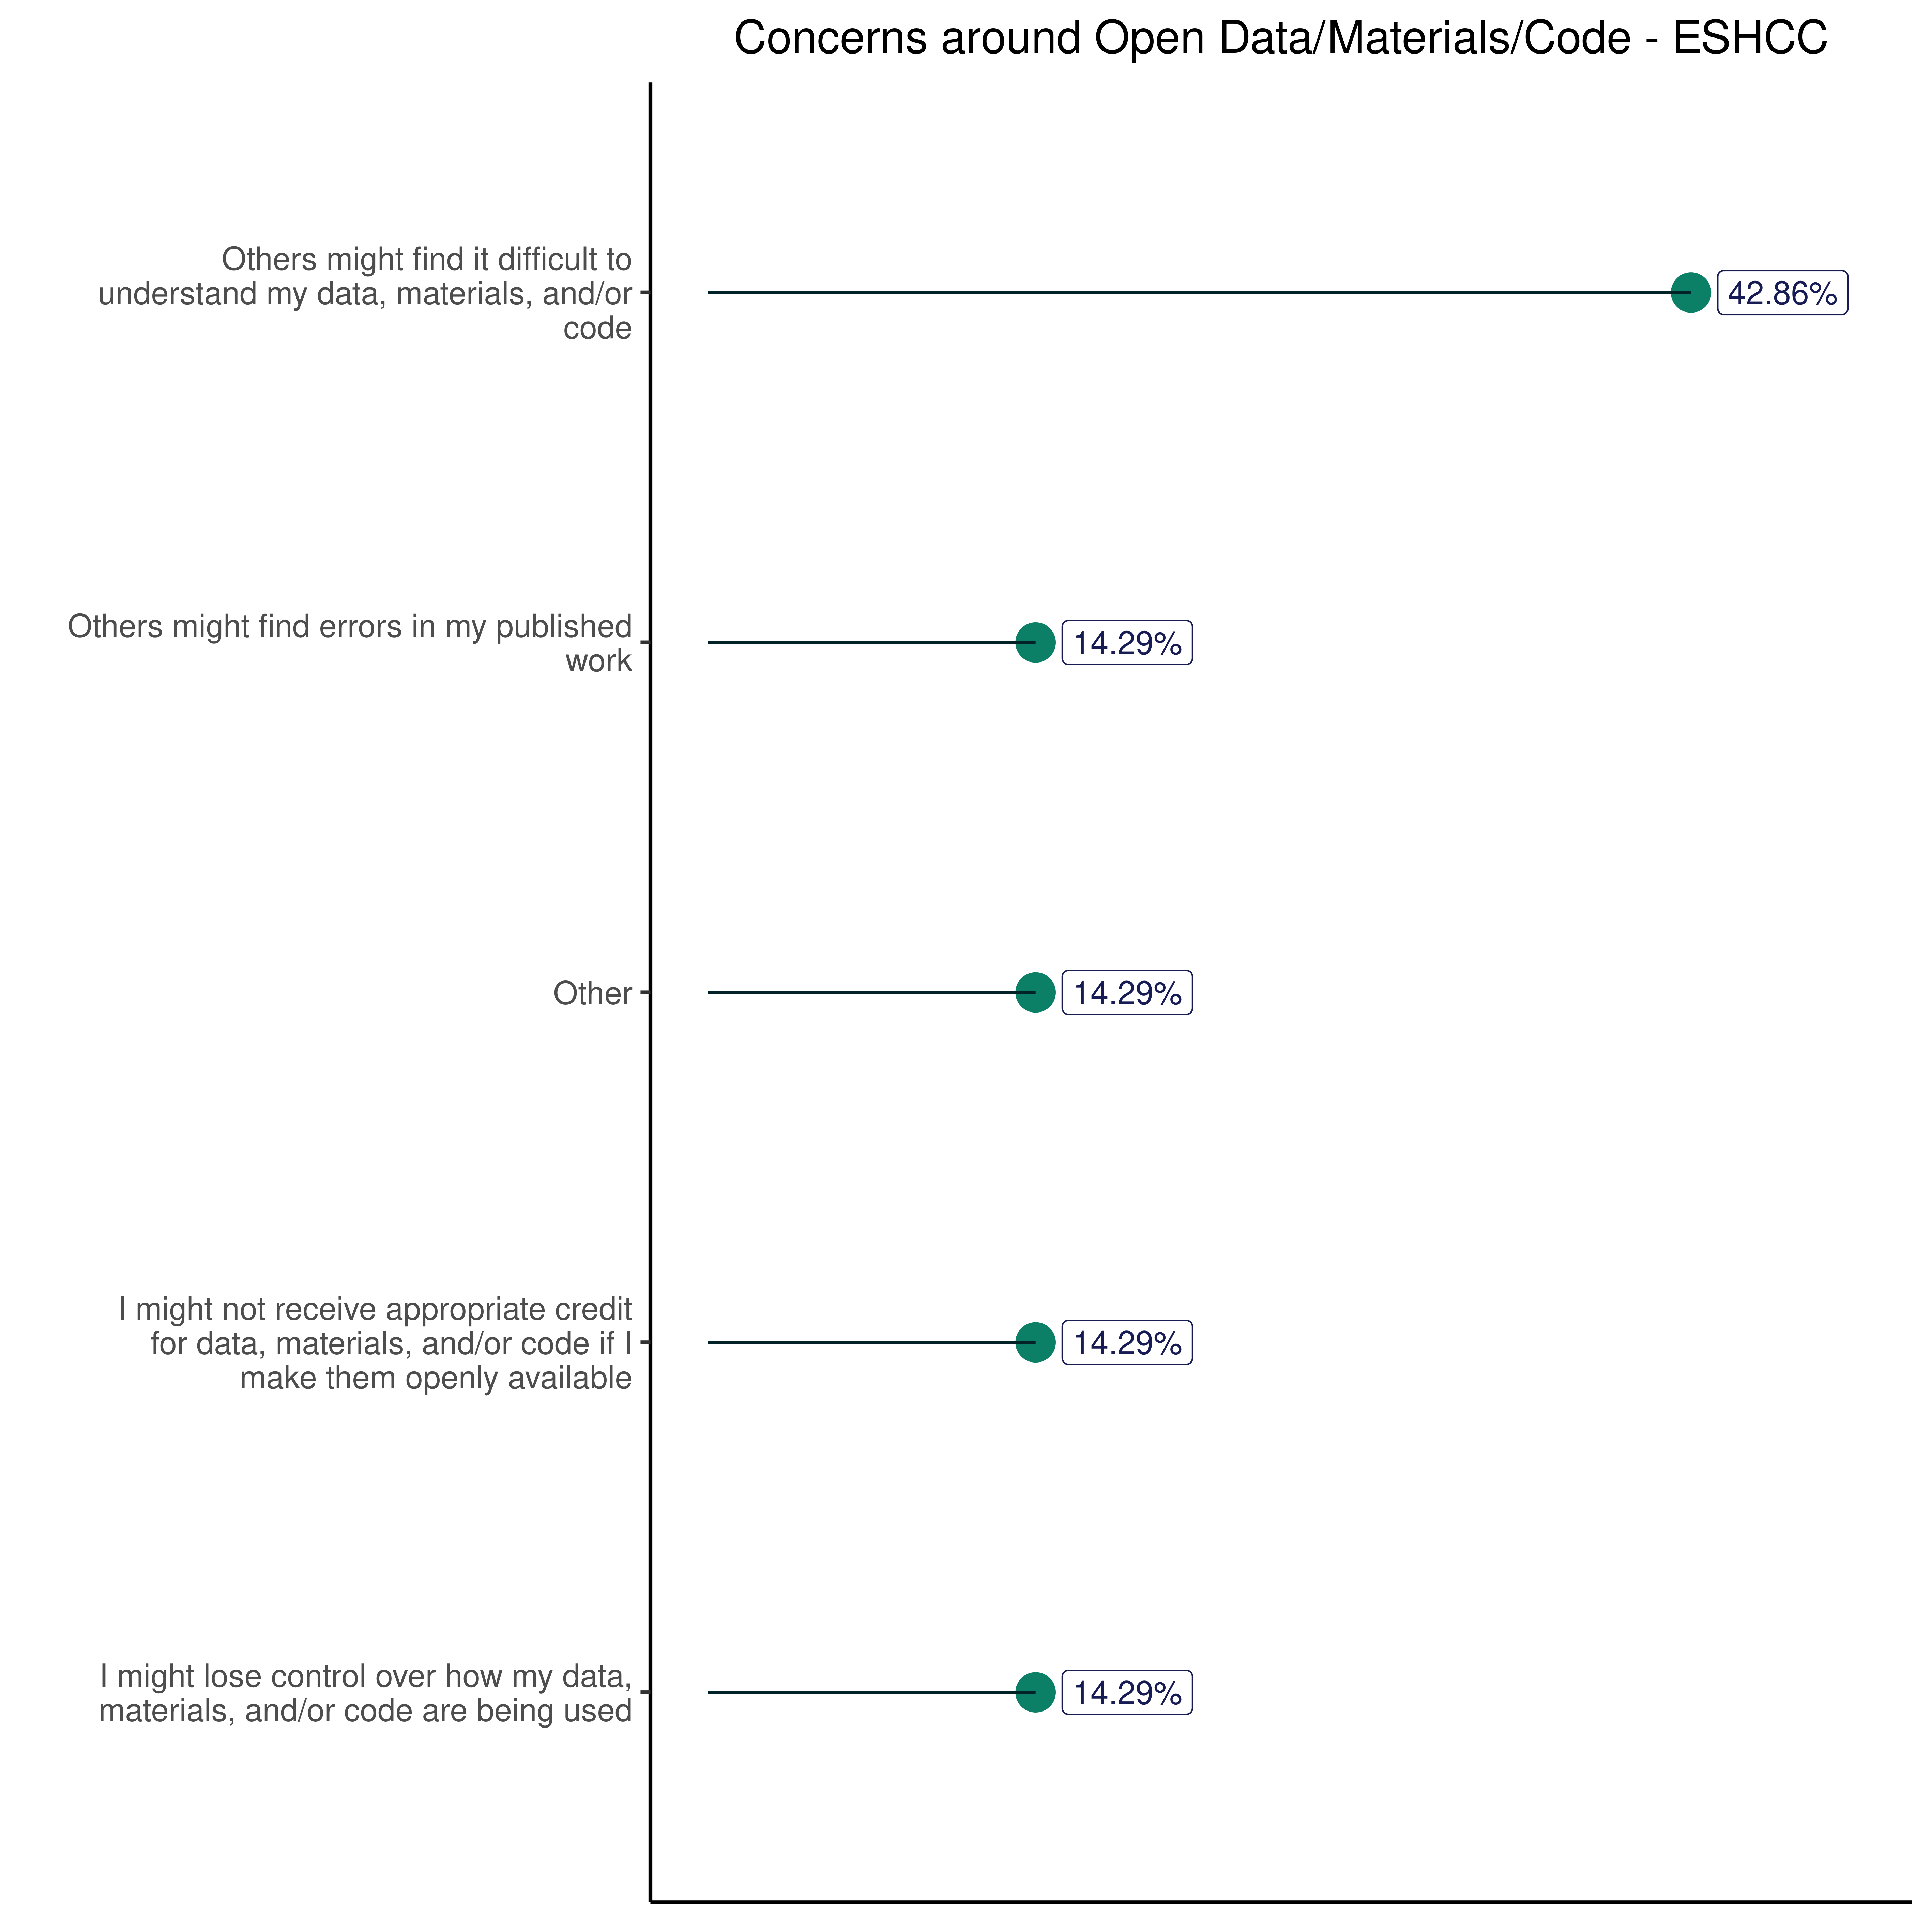 Concerns around Open Data/Materials/Code - ESHCC
Others might find it difficult to
understand my data, materials, and/or
code
42.86%
Others might find errors in my published
work
14.29%
Other
14.29%
I might not receive appropriate credit
for data, materials, and/or code if I
make them openly available
14.29%
I might lose control over how my data,
materials, and/or code are being used
14.29%